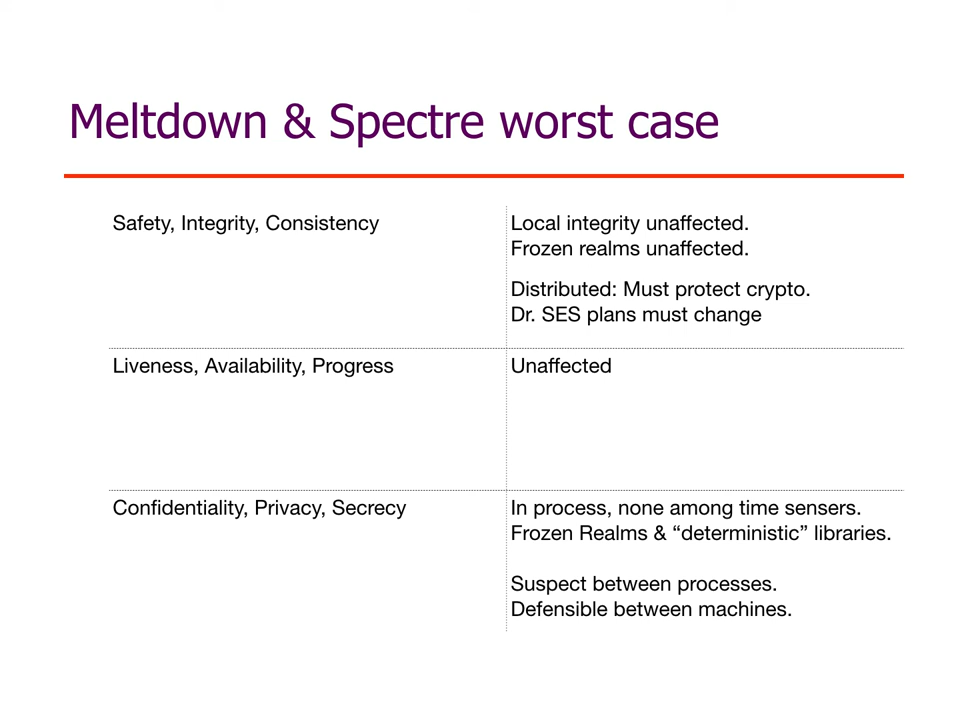 Meltdown & Spectre worst case
Safety, Integrity, Consistency
Local integrity unaffected.
Frozen realms unaffected.
Distributed: Must protect crypto.
Dr. SES plans must change
Liveness, Availability, Progress
Unaffected
Confidentiality, Privacy, Secrecy
In process, none among time sensers.
Frozen Realms & “deterministic” libraries.
Suspect between processes.
Defensible between machines.